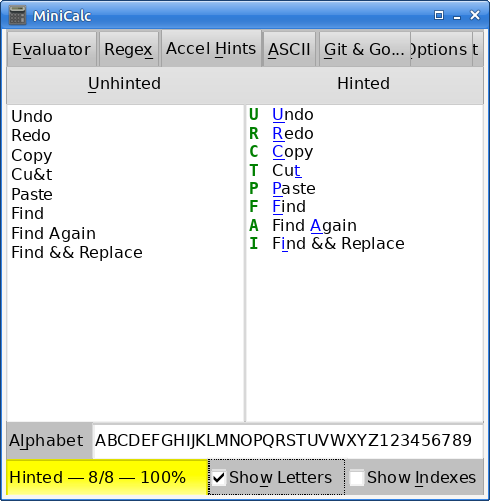 MiniCalc
Evaluator Regex Accel Hints ASCII Git & Go... Options t
Unhinted Hinted
Undo
Redo
Copy
Cu&t
Paste
Find
Find Again
Find && Replace
U Undo
R Redo
C Copy
T Cut
P Paste
F Find
A Find Again
I Find && Replace
Alphabet ABCDEFGHIJKLMNOPQRSTUVWXYZ123456789
Hinted — 8/8 — 100% Show Letters Show Indexes